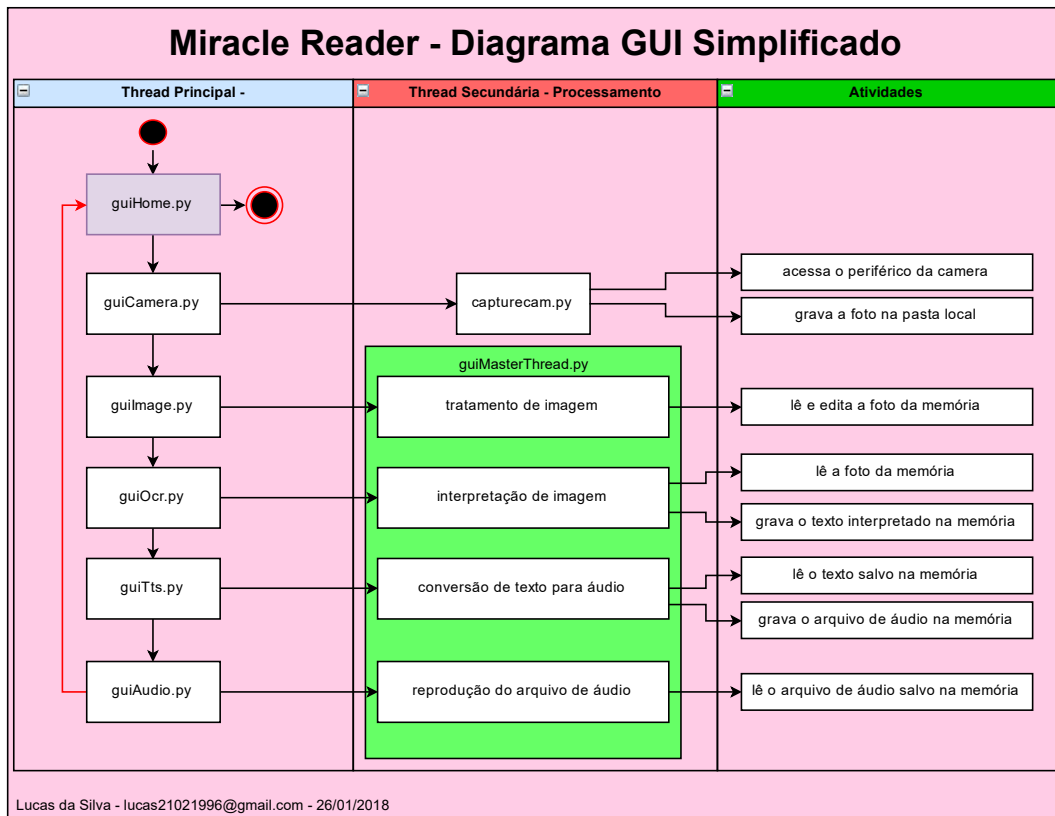 Miracle Reader - Diagrama GUI Simplificado
Thread Principal -
Thread Secundária - Processamento
Atividades
guiHome.py
guiCamera.py
capturecam.py
acessa o periférico da camera
grava a foto na pasta local
guiMasterThread.py
guiImage.py
tratamento de imagem
lê e edita a foto da memória
guiOcr.py
interpretação de imagem
lê a foto da memória
grava o texto interpretado na memória
guiTts.py
conversão de texto para áudio
lê o texto salvo na memória
grava o arquivo de áudio na memória
guiAudio.py
reprodução do arquivo de áudio
lê o arquivo de áudio salvo na memória
Lucas da Silva - lucas21021996@gmail.com - 26/01/2018